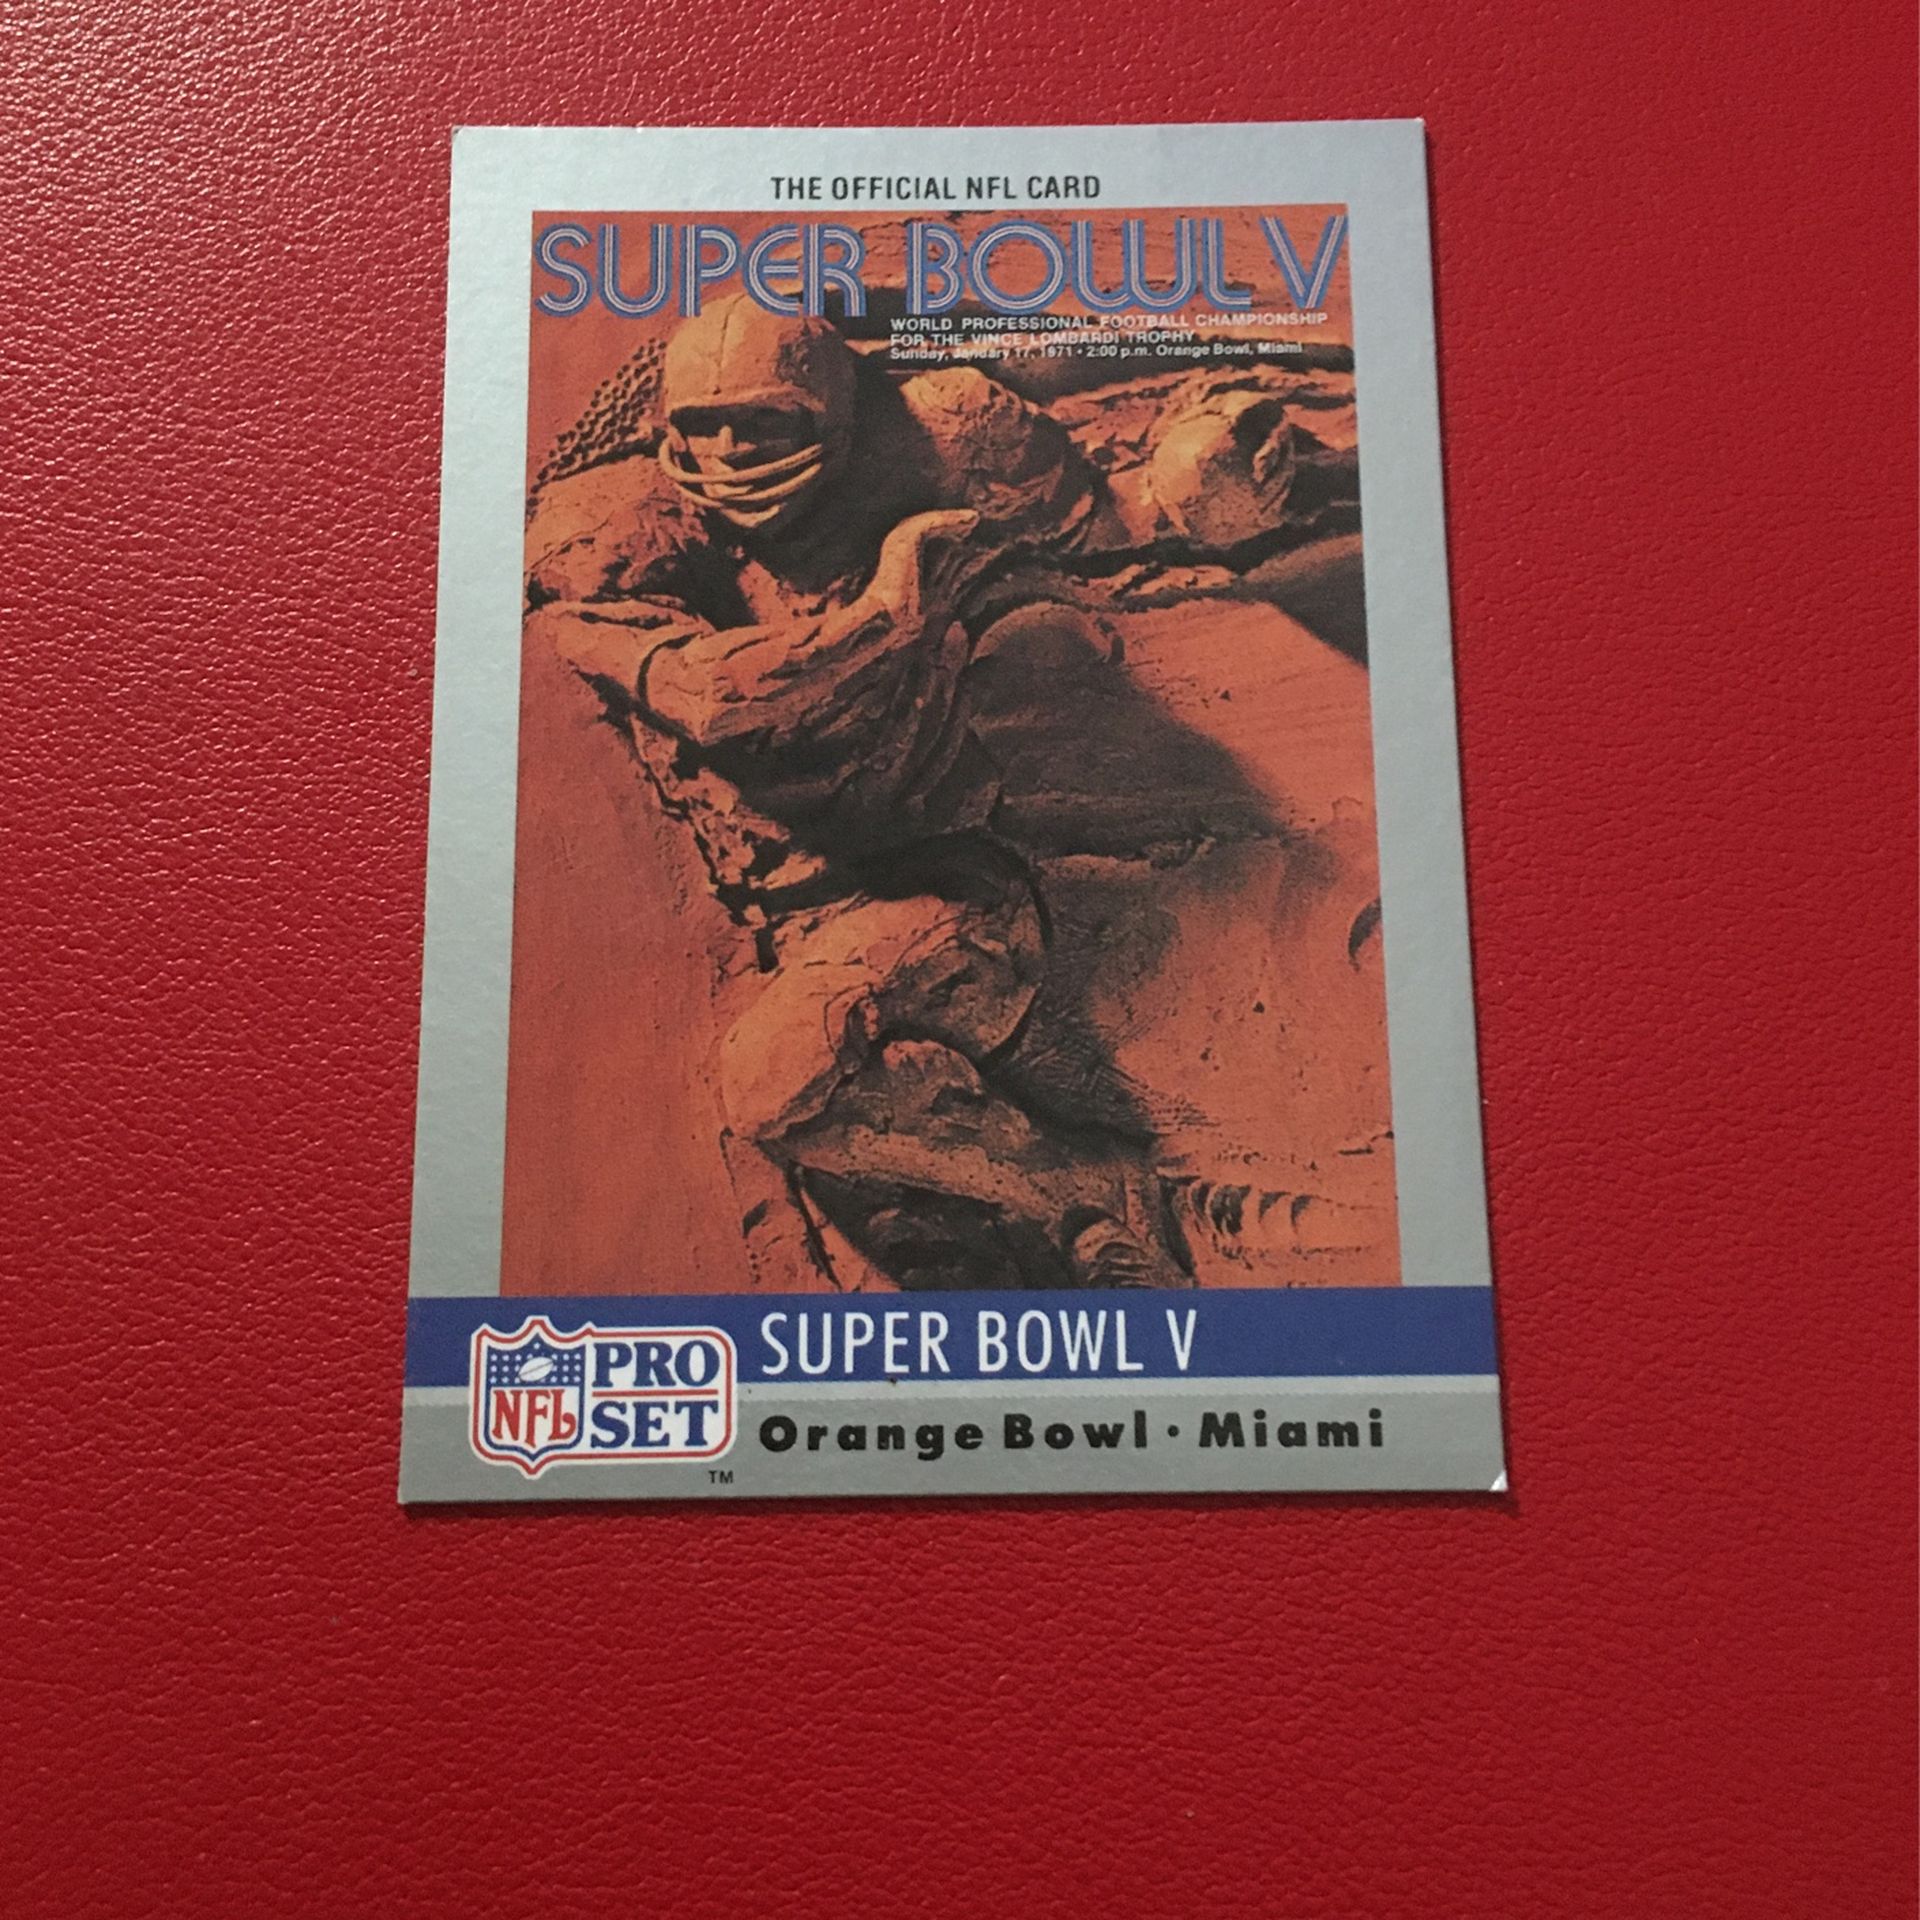 THE OFFICIAL NFL CARD
SUPER BOWL V
WORLD PROFESSIONAL FOOTBALL CHAMPIONSHIP
FOR THE VINCE LOMBARDI TROPHY
Sunday, January 17, 1971 • 2:00 p.m. Orange Bowl, Miami
NFL PRO SET TM
SUPER BOWL V
Orange Bowl • Miami